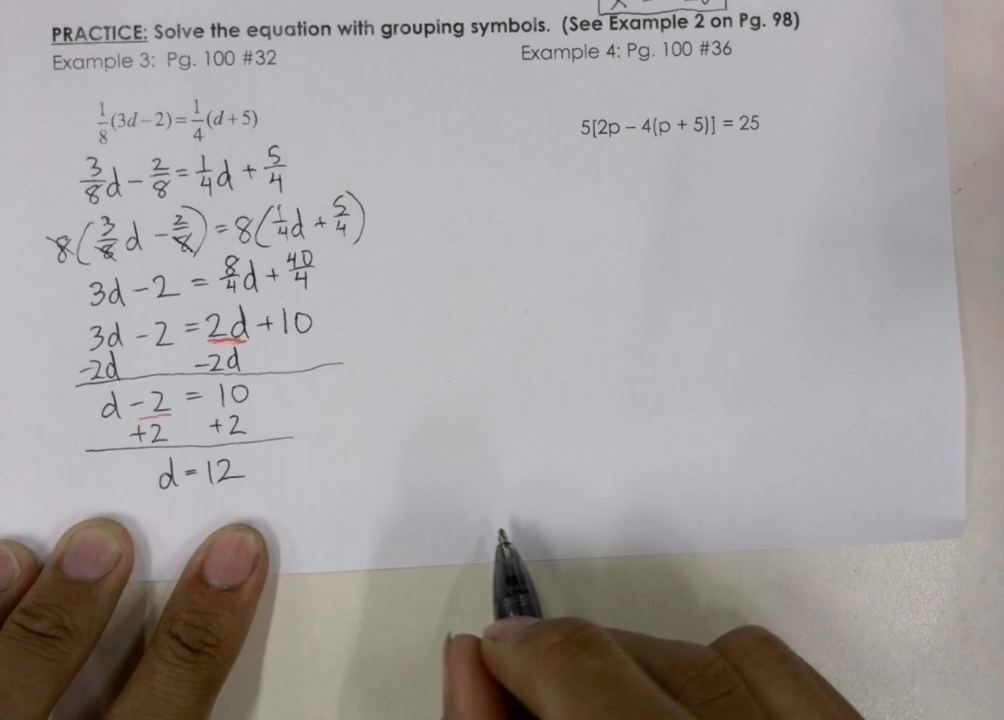 PRACTICE: Solve the equation with grouping symbols. (See Example 2 on Pg. 98)
Example 3: Pg. 100 #32
1/8(3d – 2) = 1/4(d + 5)
3/8d - 2/8 = 1/4d + 5/4
8(3/8d - 2/8) = 8(1/4d + 5/4)
3d - 2 = 8/4d + 40/4
3d - 2 = 2d + 10
-2d -2d
d - 2 = 10
+2 +2
d = 12
Example 4: Pg. 100 #36
5[2p – 4(p + 5)] = 25